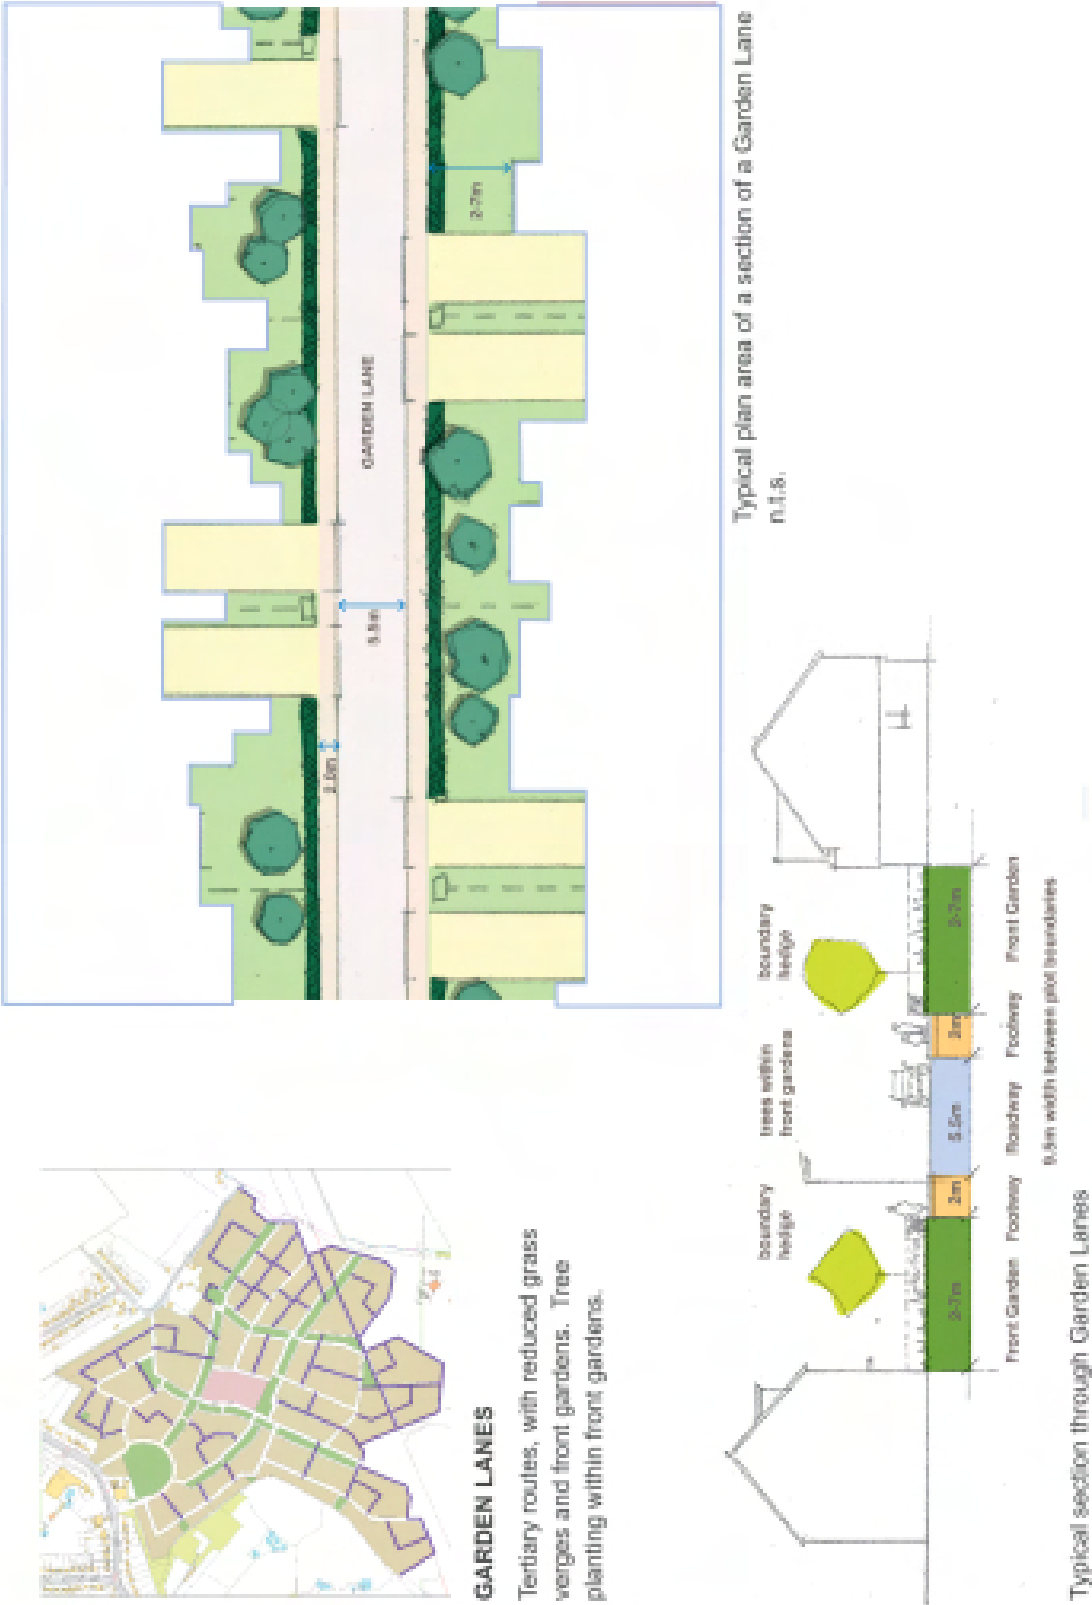 GARDEN LANES
Tertiary routes, with reduced grass
verges and front gardens. Tree
planting within front gardens.
2.0m
5.5m
GARDEN LANE
2-7m
Typical plan area of a section of a Garden Lane
n.t.s.
boundary
hedge
trees within
front gardens
boundary
hedge
2-7m
2m
5.5m
2m
2-7m
Front Garden
Footway
Roadway
Footway
Front Garden
9.5m width between plot boundaries
Typical section through Garden Lanes